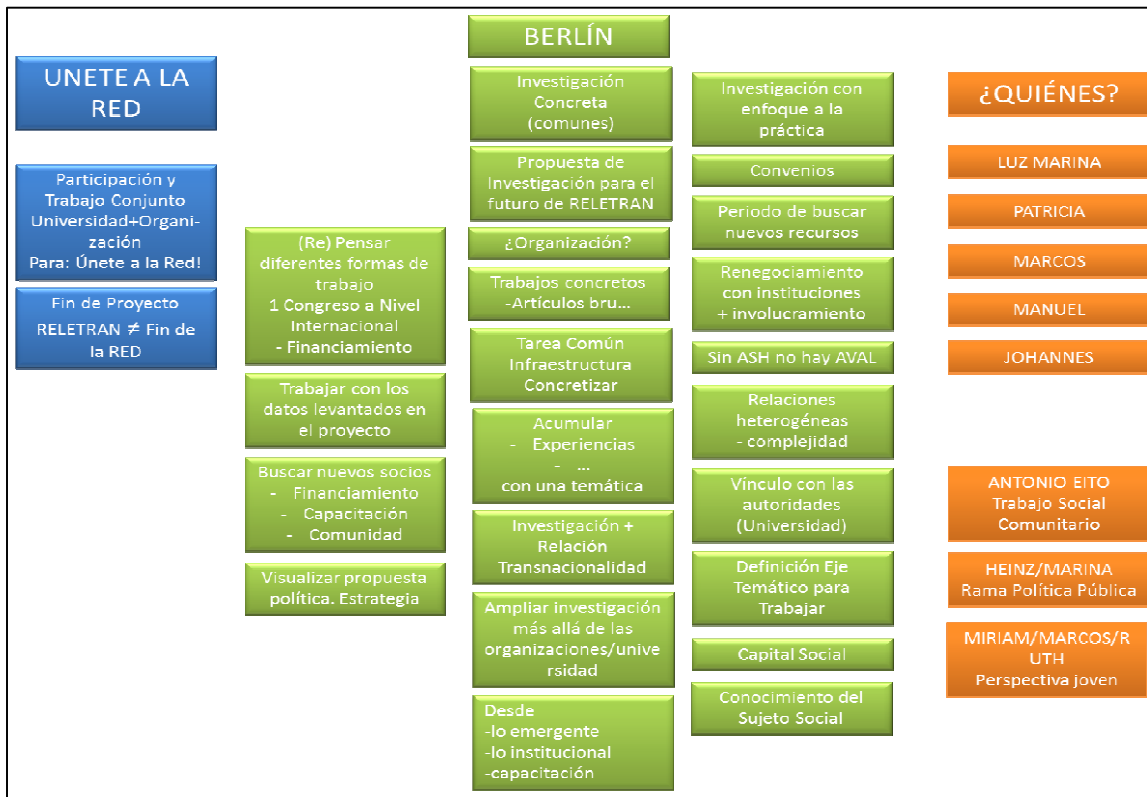 UNETE A LA
RED
Participación y
Trabajo Conjunto
Universidad+Organi-
zación
Para: Únete a la Red!
Fin de Proyecto
RELETRAN ≠ Fin de
la RED
(Re) Pensar
diferentes formas de
trabajo
1 Congreso a Nivel
Internacional
- Financiamiento
Trabajar con los
datos levantados en
el proyecto
Buscar nuevos socios
- Financiamiento
- Capacitación
- Comunidad
Visualizar propuesta
política. Estrategia
BERLÍN
Investigación
Concreta
(comunes)
Propuesta de
Investigación para el
futuro de RELETRAN
¿Organización?
Trabajos concretos
-Artículos bru...
Tarea Común
Infraestructura
Concretizar
Acumular
- Experiencias
- ...
con una temática
Investigación +
Relación
Transnacionalidad
Ampliar investigación
más allá de las
organizaciones/unive
rsidad
Desde
-lo emergente
-lo institucional
-capacitación
Investigación con
enfoque a la
práctica
Convenios
Periodo de buscar
nuevos recursos
Renegociamiento
con instituciones
+ involucramiento
Sin ASH no hay AVAL
Relaciones
heterogéneas
- complejidad
Vínculo con las
autoridades
(Universidad)
Definición Eje
Temático para
Trabajar
Capital Social
Conocimiento del
Sujeto Social
¿QUIÉNES?
LUZ MARINA
PATRICIA
MARCOS
MANUEL
JOHANNES
ANTONIO EITO
Trabajo Social
Comunitario
HEINZ/MARINA
Rama Política Pública
MIRIAM/MARCOS/R
UTH
Perspectiva joven